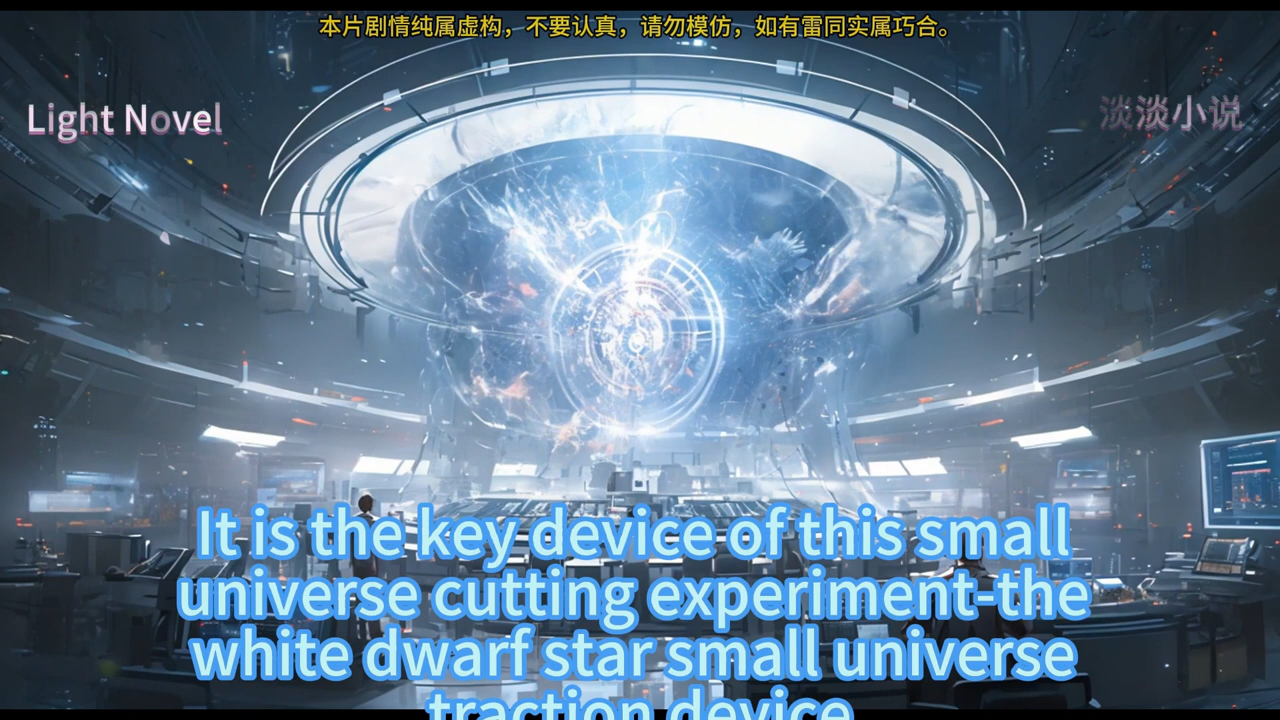 本片剧情纯属虚构，不要认真，请勿模仿，如有雷同实属巧合。
Light Novel
淡淡小说
It is the key device of this small
universe cutting experiment-the
white dwarf star small universe
traction device